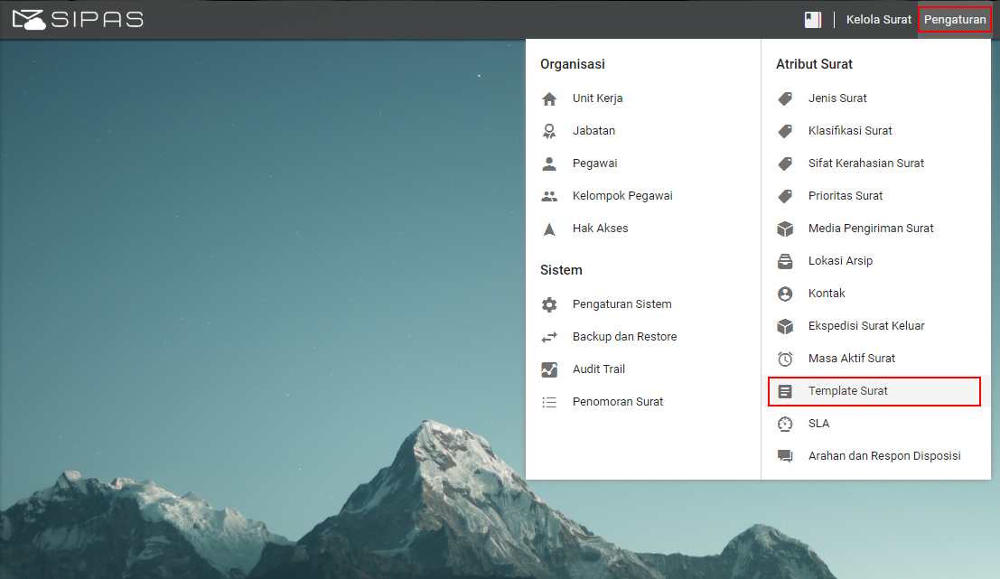 SIPAS
Kelola Surat
Pengaturan
Organisasi
Unit Kerja
Jabatan
Pegawai
Kelompok Pegawai
Hak Akses
Sistem
Pengaturan Sistem
Backup dan Restore
Audit Trail
Penomoran Surat
Atribut Surat
Jenis Surat
Klasifikasi Surat
Sifat Kerahasian Surat
Prioritas Surat
Media Pengiriman Surat
Lokasi Arsip
Kontak
Ekspedisi Surat Keluar
Masa Aktif Surat
Template Surat
SLA
Arahan dan Respon Disposisi